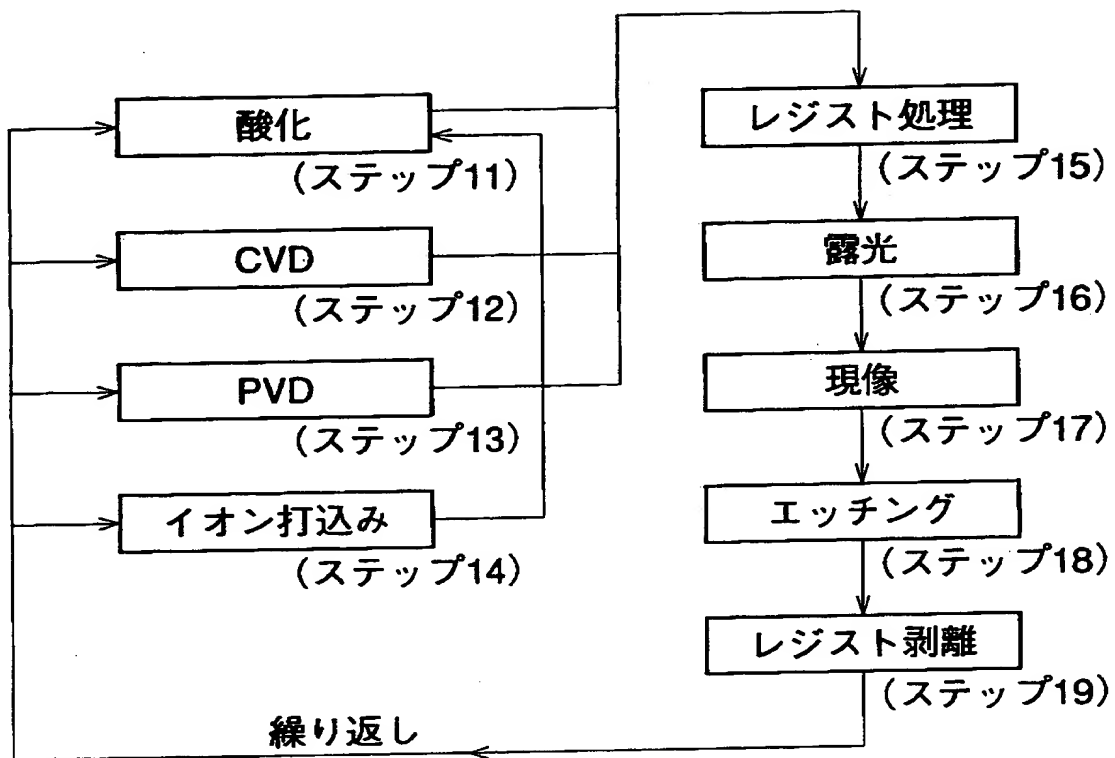 酸化
(ステップ11)
CVD
(ステップ12)
PVD
(ステップ13)
イオン打込み
(ステップ14)
レジスト処理
(ステップ15)
露光
(ステップ16)
現像
(ステップ17)
エッチング
(ステップ18)
レジスト剥離
(ステップ19)
繰り返し